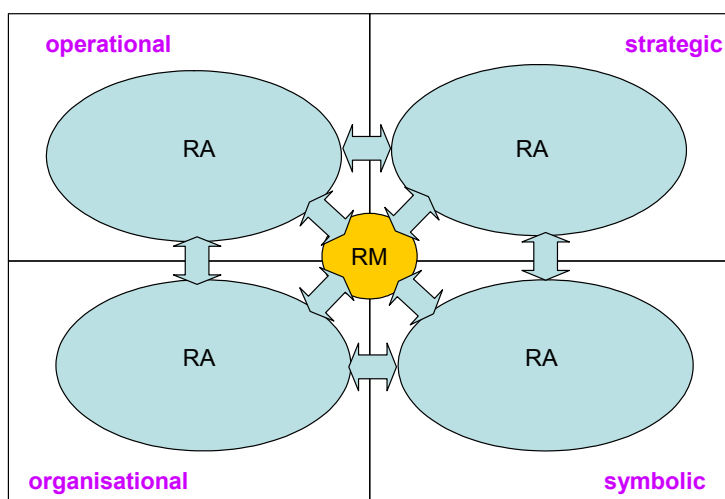 operational
strategic
RA
RA
RM
RA
RA
organisational
symbolic